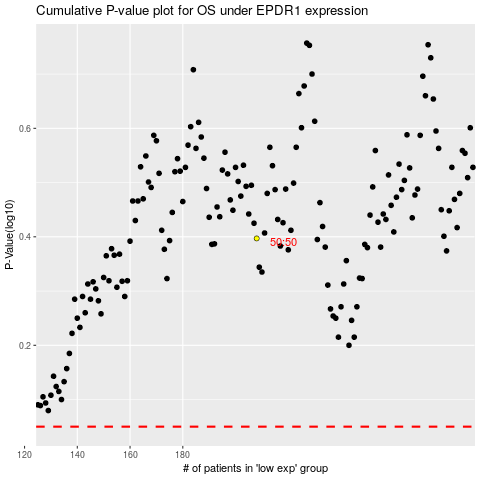 Cumulative P-value plot for OS under EPDR1 expression
P-Value(log10)
0.6
0.4
0.2
50:50
120
140
160
180
# of patients in 'low exp' group